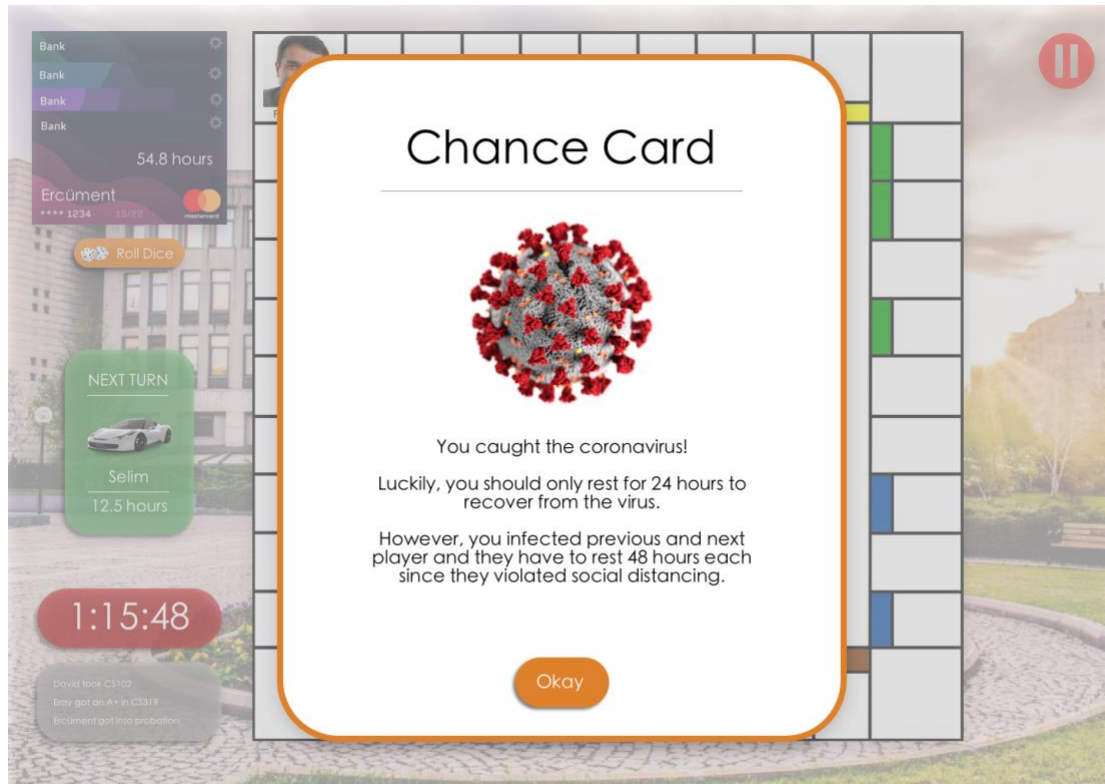 Bank
Bank
Bank
Bank
54.8 hours
Ercüment
**** 1234 15/20
mastercard
Roll Dice
NEXT TURN
Selim
12.5 hours
1:15:48
David took CS102
Eray got an A+ in CS319
Ercüment got into probation.
Chance Card
You caught the coronavirus!
Luckily, you should only rest for 24 hours to
recover from the virus.
However, you infected previous and next
player and they have to rest 48 hours each
since they violated social distancing.
Okay